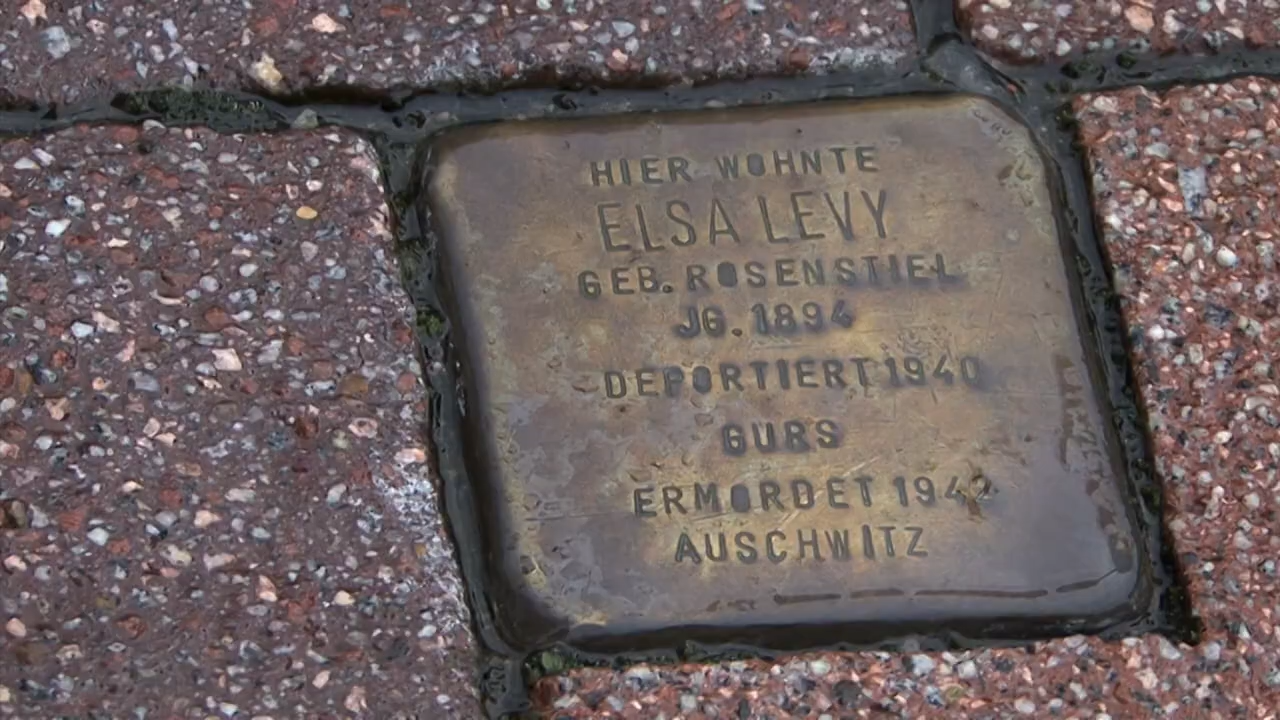 HIER WOHNTE
ELSA LEVY
GEB. ROSENSTIEL
JG. 1894
DEPORTIERT 1940
GURS
ERMORDET 1942
AUSCHWITZ